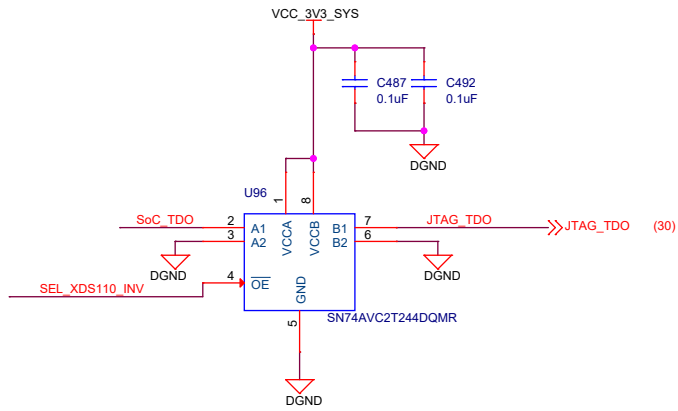 VCC_3V3_SYS
C487
0.1uF
C492
0.1uF
DGND
U96
1
8
SoC_TDO
2
A1
VCCA
VCCB
B1
7
JTAG_TDO
JTAG_TDO
(30)
3
A2
B2
6
DGND
DGND
SEL_XDS110_INV
4
OE
GND
5
SN74AVC2T244DQMR
DGND